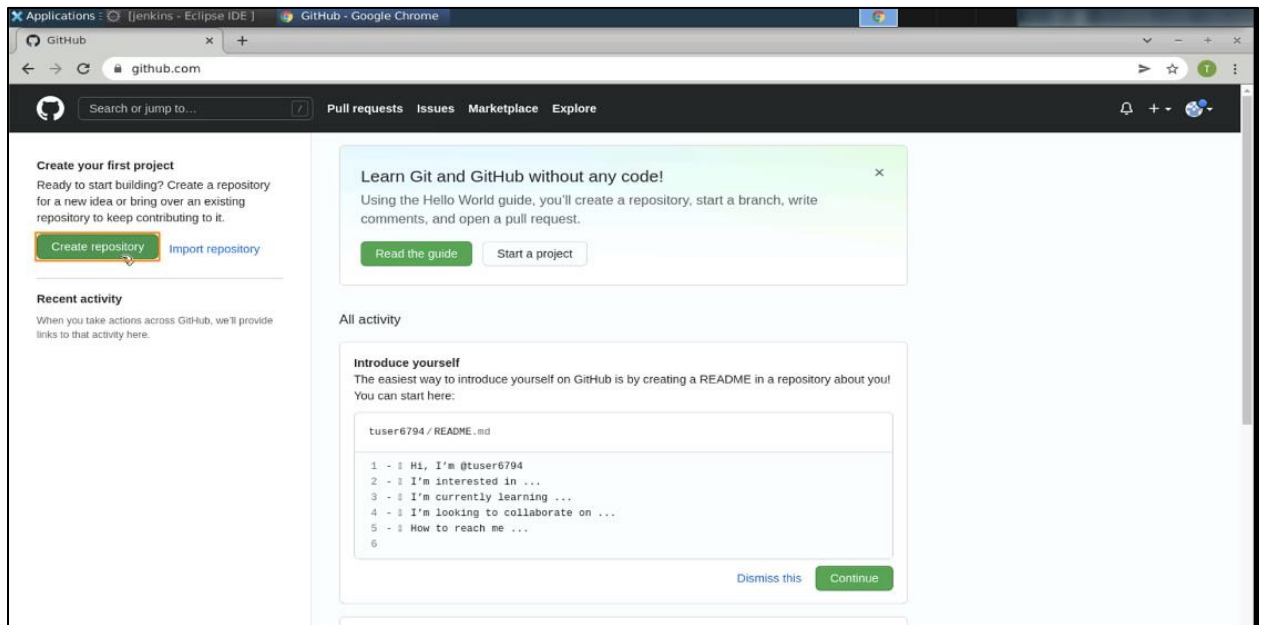 Applications : [jenkins - Eclipse IDE ] GitHub - Google Chrome
GitHub × +
github.com T
Search or jump to... / Pull requests Issues Marketplace Explore
Create your first project
Ready to start building? Create a repository
for a new idea or bring over an existing
repository to keep contributing to it.
Create repository Import repository
Recent activity
When you take actions across GitHub, we'll provide
links to that activity here.
Learn Git and GitHub without any code!
Using the Hello World guide, you'll create a repository, start a branch, write
comments, and open a pull request.
Read the guide Start a project
All activity
Introduce yourself
The easiest way to introduce yourself on GitHub is by creating a README in a repository about you!
You can start here:
tuser6794/README.md
1 - Hi, I'm @tuser6794
2 - I'm interested in ...
3 - I'm currently learning ...
4 - I'm looking to collaborate on ...
5 - How to reach me ...
6
Dismiss this Continue